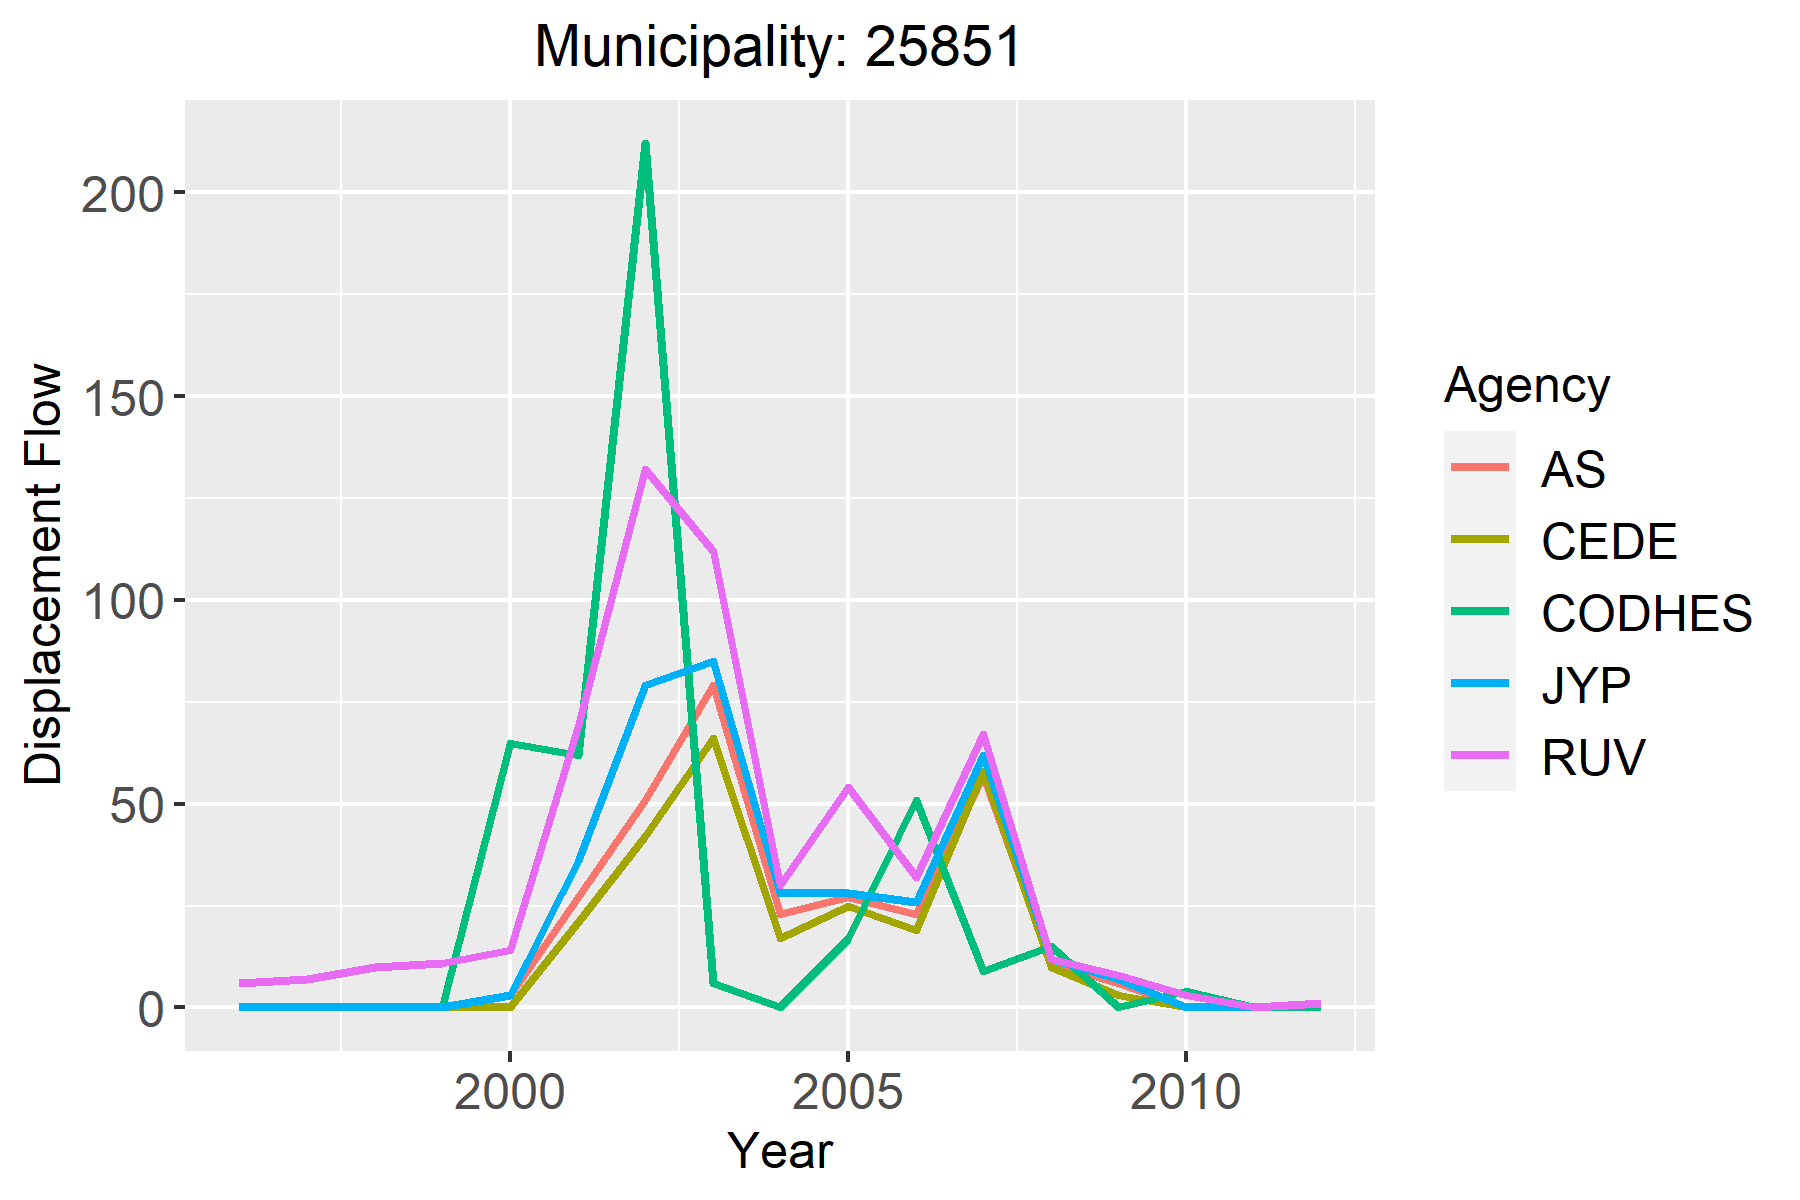 Municipality: 25851
Displacement Flow
200
150
100
50
0
2000 2005 2010
Year
Agency
AS
CEDE
CODHES
JYP
RUV